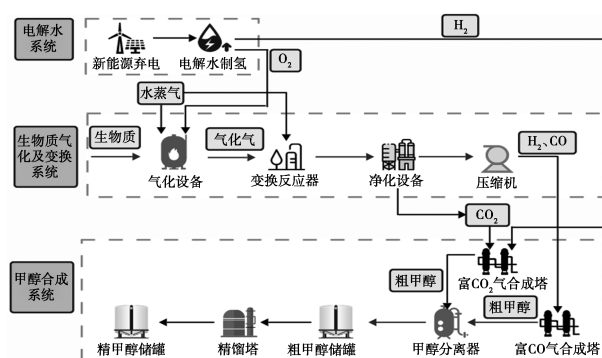 电解水
系统
新能源弃电
电解水制氢
H₂
O₂
水蒸气
生物质气
化及变换
系统
生物质
气化设备
气化气
变换反应器
净化设备
压缩机
H₂、CO
CO₂
甲醇合成
系统
富CO₂气合成塔
粗甲醇
粗甲醇
精甲醇储罐
精馏塔
粗甲醇储罐
甲醇分离器
富CO气合成塔